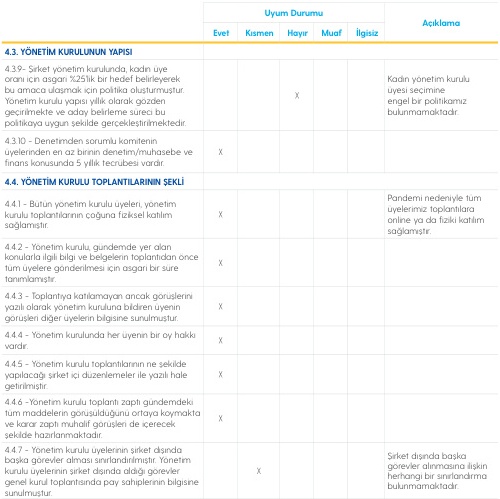 Uyum Durumu
Açıklama
Evet Kısmen Hayır Muaf İlgisiz
4.3. YÖNETİM KURULUNUN YAPISI
4.3.9- Şirket yönetim kurulunda, kadın üye
oranı için asgari %25'lik bir hedef belirleyerek
bu amaca ulaşmak için politika oluşturmuştur.
Yönetim kurulu yapısı yıllık olarak gözden
geçirilmekte ve aday belirleme süreci bu
politikaya uygun şekilde gerçekleştirilmektedir.
X
Kadın yönetim kurulu
üyesi seçimine
engel bir politikamız
bulunmamaktadır.
4.3.10 - Denetimden sorumlu komitenin
üyelerinden en az birinin denetim/muhasebe ve
finans konusunda 5 yıllık tecrübesi vardır.
X
4.4. YÖNETİM KURULU TOPLANTILARININ ŞEKLİ
4.4.1 - Bütün yönetim kurulu üyeleri, yönetim
kurulu toplantılarının çoğuna fiziksel katılım
sağlamıştır.
X
Pandemi nedeniyle tüm
üyelerimiz toplantılara
online ya da fiziki katılım
sağlamıştır.
4.4.2 - Yönetim kurulu, gündemde yer alan
konularla ilgili bilgi ve belgelerin toplantıdan önce
tüm üyelere gönderilmesi için asgari bir süre
tanımlamıştır.
X
4.4.3 - Toplantıya katılamayan ancak görüşlerini
yazılı olarak yönetim kuruluna bildiren üyenin
görüşleri diğer üyelerin bilgisine sunulmuştur.
X
4.4.4 - Yönetim kurulunda her üyenin bir oy hakkı
vardır.
X
4.4.5 - Yönetim kurulu toplantılarının ne şekilde
yapılacağı şirket içi düzenlemeler ile yazılı hale
getirilmiştir.
X
4.4.6 -Yönetim kurulu toplantı zaptı gündemdeki
tüm maddelerin görüşüldüğünü ortaya koymakta
ve karar zaptı muhalif görüşleri de içerecek
şekilde hazırlanmaktadır.
X
4.4.7 - Yönetim kurulu üyelerinin şirket dışında
başka görevler alması sınırlandırılmıştır. Yönetim
kurulu üyelerinin şirket dışında aldığı görevler
genel kurul toplantısında pay sahiplerinin bilgisine
sunulmuştur.
X
Şirket dışında başka
görevler alınmasına ilişkin
herhangi bir sınırlandırma
bulunmamaktadır.